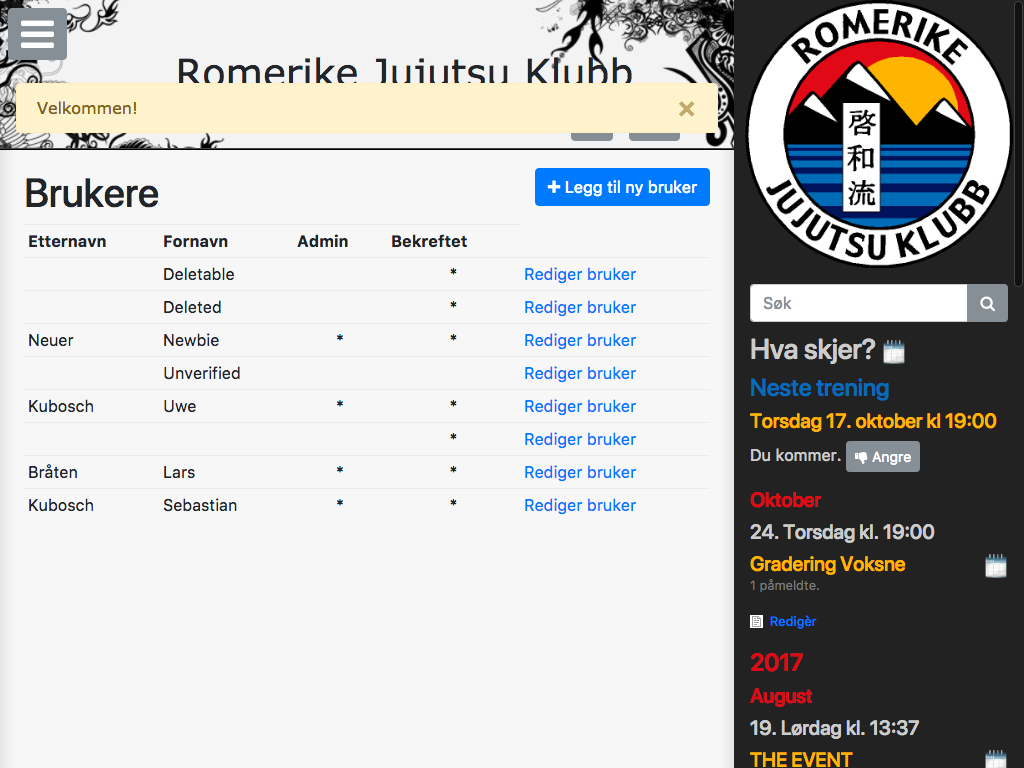 Romerike Jujutsu Klubb
Velkommen! ×
Brukere
Legg til ny bruker
Etternavn Fornavn Admin Bekreftet
Deletable * Rediger bruker
Deleted * Rediger bruker
Neuer Newbie * * Rediger bruker
Unverified Rediger bruker
Kubosch Uwe * * Rediger bruker
* Rediger bruker
Bråten Lars * * Rediger bruker
Kubosch Sebastian * * Rediger bruker
ROMERIKE
啓和流
JUJUTSU KLUBB
Søk
Hva skjer?
Neste trening
Torsdag 17. oktober kl 19:00
Du kommer. Angre
Oktober
24. Torsdag kl. 19:00
Gradering Voksne
1 påmeldte.
Redigèr
2017
August
19. Lørdag kl. 13:37
THE EVENT